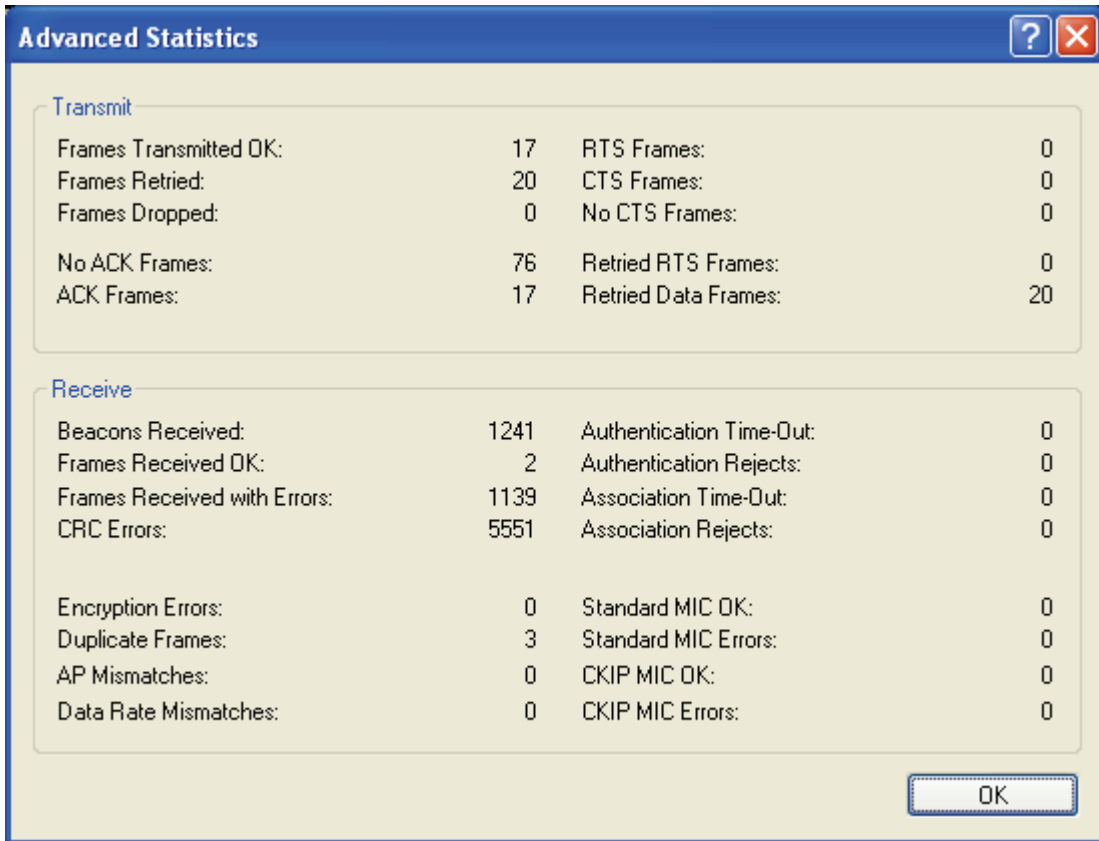 Advanced Statistics
Transmit
Frames Transmitted OK: 17 RTS Frames: 0
Frames Retried: 20 CTS Frames: 0
Frames Dropped: 0 No CTS Frames: 0
No ACK Frames: 76 Retried RTS Frames: 0
ACK Frames: 17 Retried Data Frames: 20
Receive
Beacons Received: 1241 Authentication Time-Out: 0
Frames Received OK: 2 Authentication Rejects: 0
Frames Received with Errors: 1139 Association Time-Out: 0
CRC Errors: 5551 Association Rejects: 0
Encryption Errors: 0 Standard MIC OK: 0
Duplicate Frames: 3 Standard MIC Errors: 0
AP Mismatches: 0 CKIP MIC OK: 0
Data Rate Mismatches: 0 CKIP MIC Errors: 0
OK